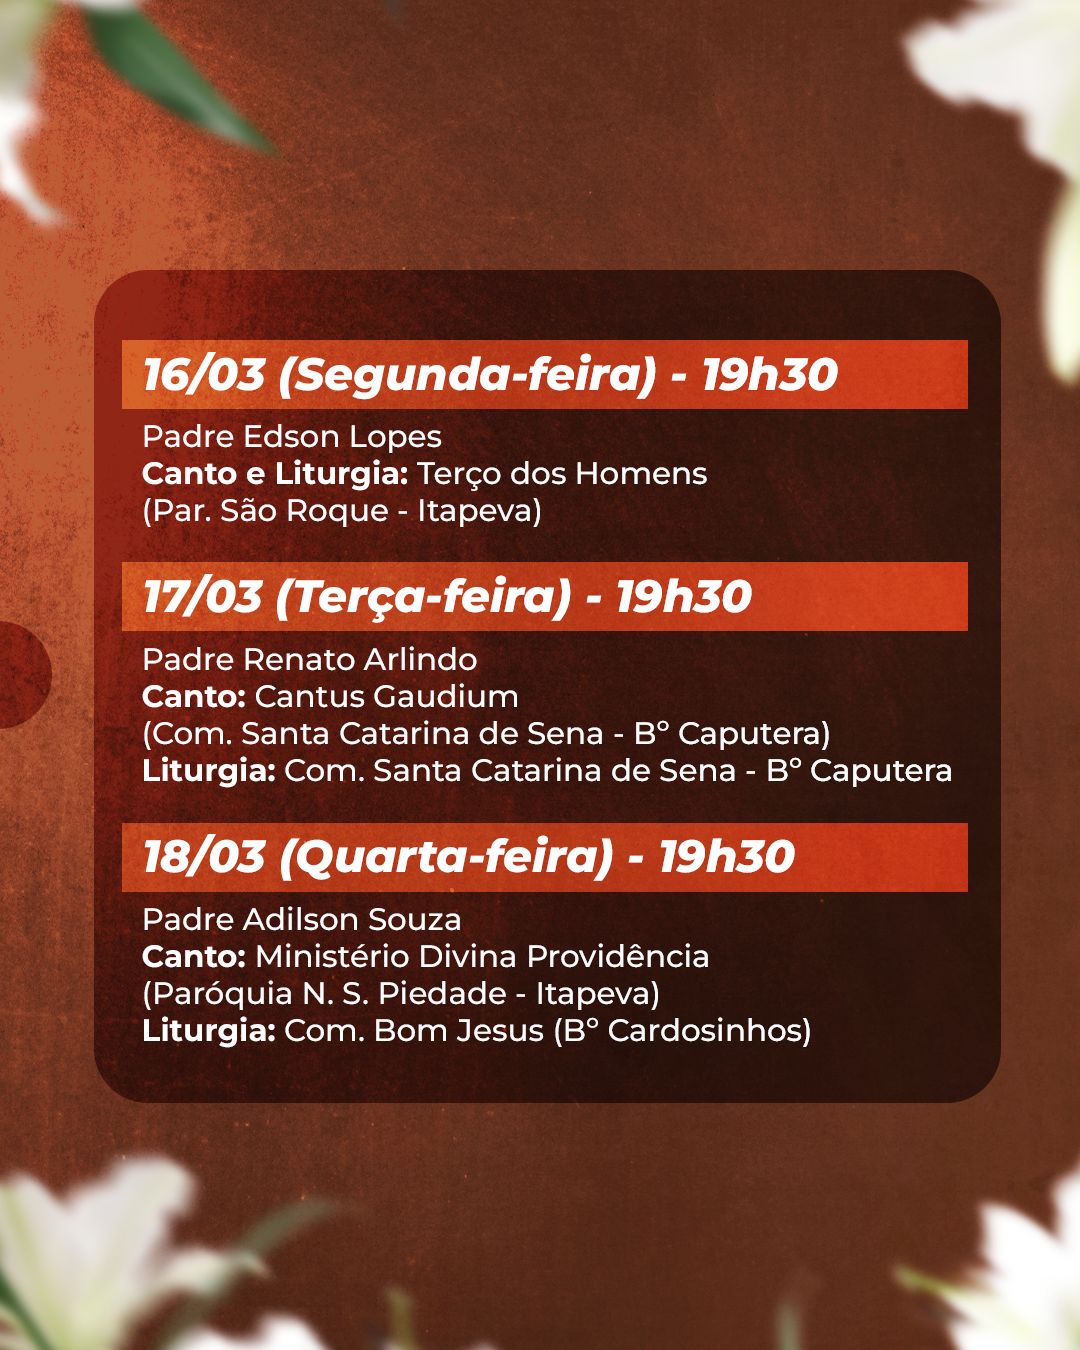 16/03 (Segunda-feira) - 19h30
Padre Edson Lopes
Canto e Liturgia: Terço dos Homens
(Par. São Roque - Itapeva)
17/03 (Terça-feira) - 19h30
Padre Renato Arlindo
Canto: Cantus Gaudium
(Com. Santa Catarina de Sena - Bº Caputera)
Liturgia: Com. Santa Catarina de Sena - Bº Caputera
18/03 (Quarta-feira) - 19h30
Padre Adilson Souza
Canto: Ministério Divina Providência
(Paróquia N. S. Piedade - Itapeva)
Liturgia: Com. Bom Jesus (Bº Cardosinhos)